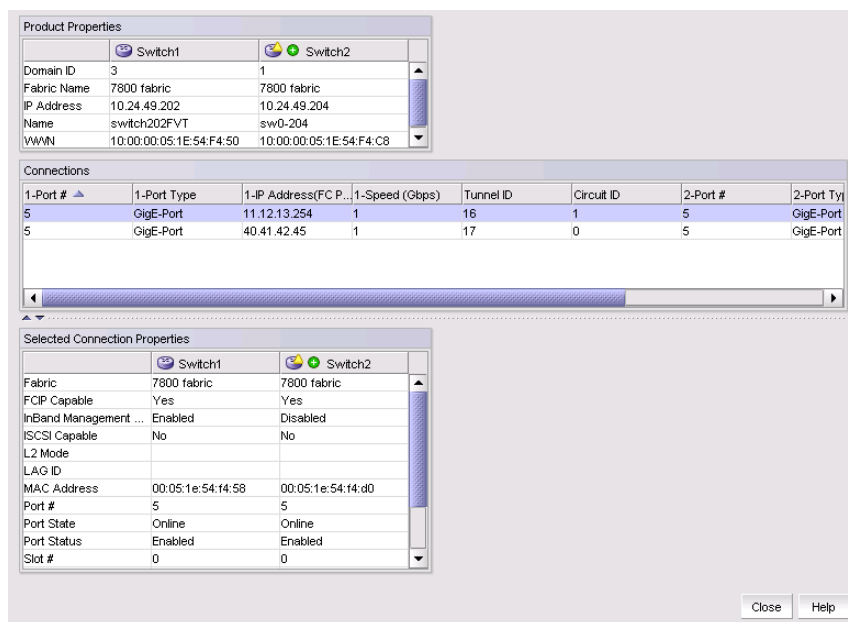 Product Properties
Switch1 Switch2
Domain ID 3 1
Fabric Name 7800 fabric 7800 fabric
IP Address 10.24.49.202 10.24.49.204
Name switch202FVT sw0-204
WWN 10:00:00:05:1E:54:F4:50 10:00:00:05:1E:54:F4:C8
Connections
1-Port # 1-Port Type 1-IP Address(FC P... 1-Speed (Gbps) Tunnel ID Circuit ID 2-Port # 2-Port Ty
5 GigE-Port 11.12.13.254 1 16 1 5 GigE-Port
5 GigE-Port 40.41.42.45 1 17 0 5 GigE-Port
Selected Connection Properties
Switch1 Switch2
Fabric 7800 fabric 7800 fabric
FCIP Capable Yes Yes
InBand Management ... Enabled Disabled
ISCSI Capable No No
L2 Mode
LAG ID
MAC Address 00:05:1e:54:f4:58 00:05:1e:54:f4:d0
Port # 5 5
Port State Online Online
Port Status Enabled Enabled
Slot # 0 0
Close Help